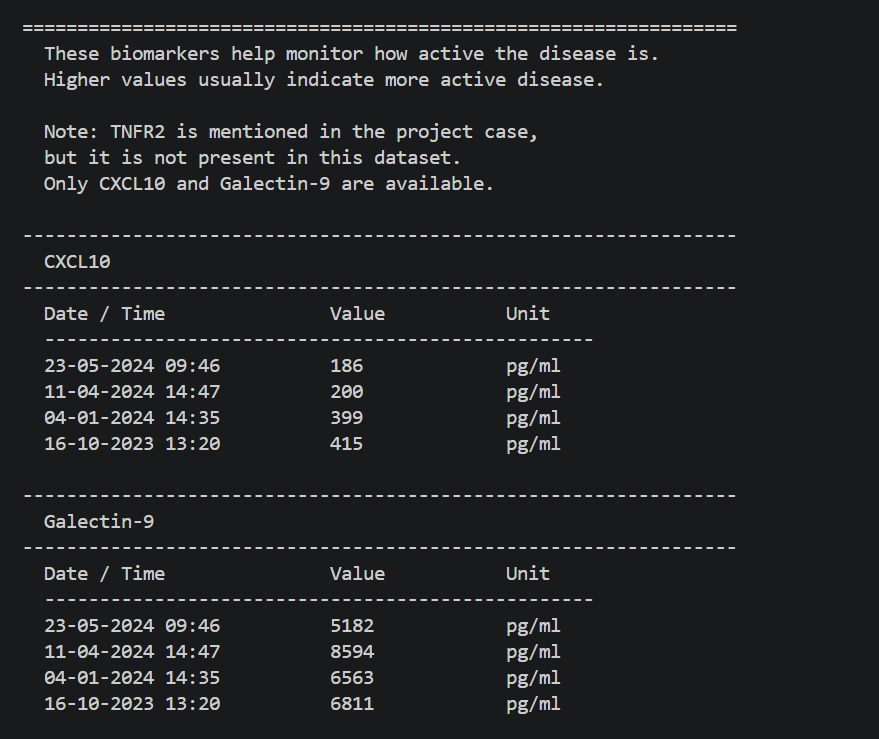 =================================================================
These biomarkers help monitor how active the disease is.
Higher values usually indicate more active disease.
Note: TNFR2 is mentioned in the project case,
but it is not present in this dataset.
Only CXCL10 and Galectin-9 are available.
-----------------------------------------------------------------
CXCL10
-----------------------------------------------------------------
Date / Time Value Unit
--------------------------------------------------
23-05-2024 09:46 186 pg/ml
11-04-2024 14:47 200 pg/ml
04-01-2024 14:35 399 pg/ml
16-10-2023 13:20 415 pg/ml
-----------------------------------------------------------------
Galectin-9
-----------------------------------------------------------------
Date / Time Value Unit
--------------------------------------------------
23-05-2024 09:46 5182 pg/ml
11-04-2024 14:47 8594 pg/ml
04-01-2024 14:35 6563 pg/ml
16-10-2023 13:20 6811 pg/ml